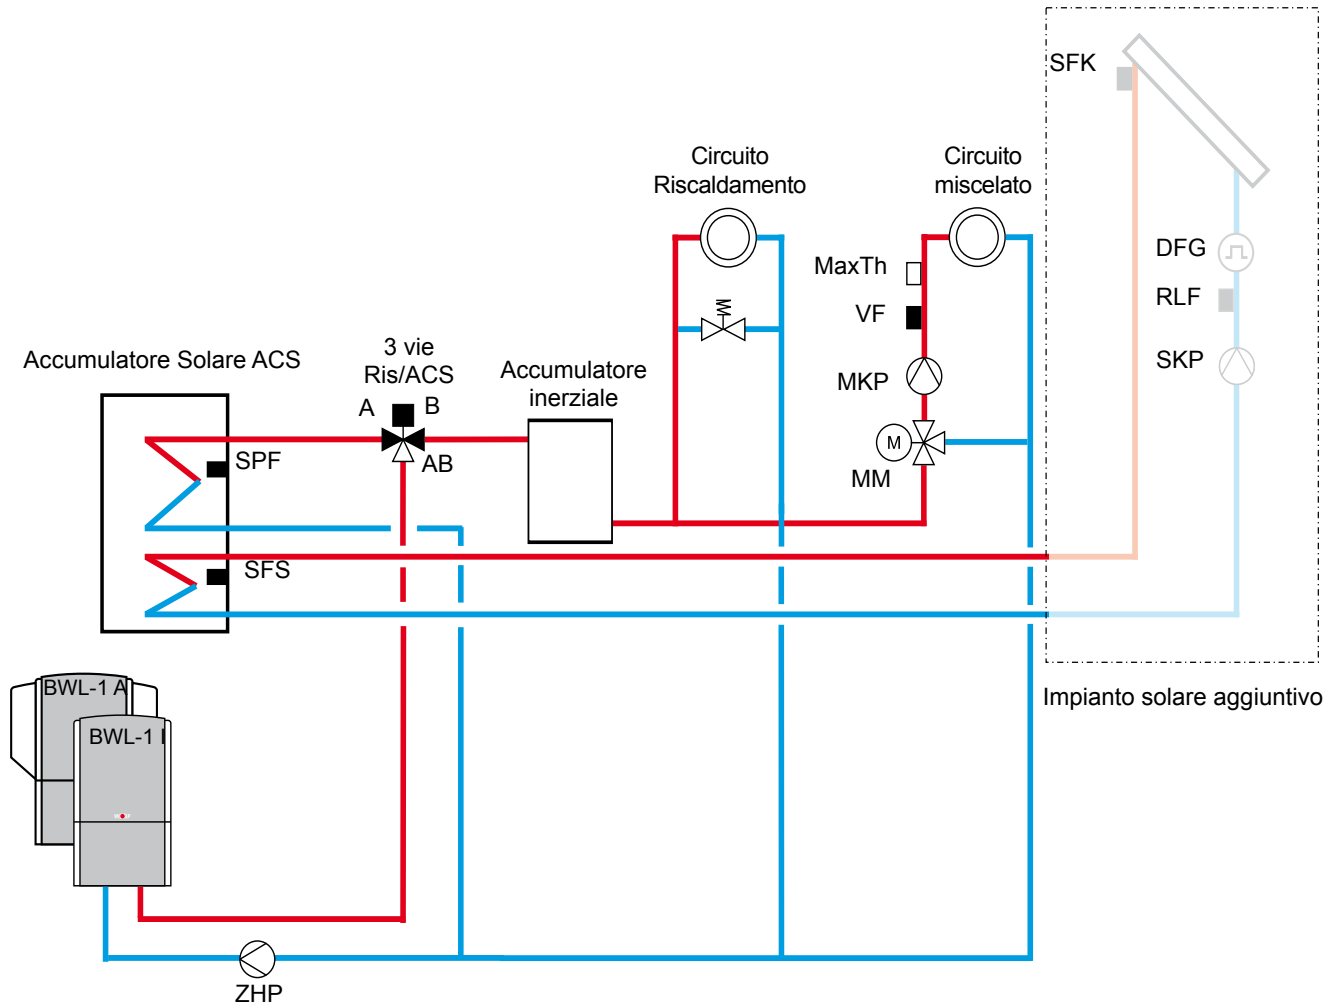 SFK
Circuito
Riscaldamento
Circuito
miscelato
DFG
MaxTh
RLF
VF
3 vie
Ris/ACS
Accumulatore Solare ACS
Accumulatore
inerziale
SKP
MKP
A
B
SPF
AB
M
MM
SFS
BWL-1 A
Impianto solare aggiuntivo
BWL-1 I
ZHP